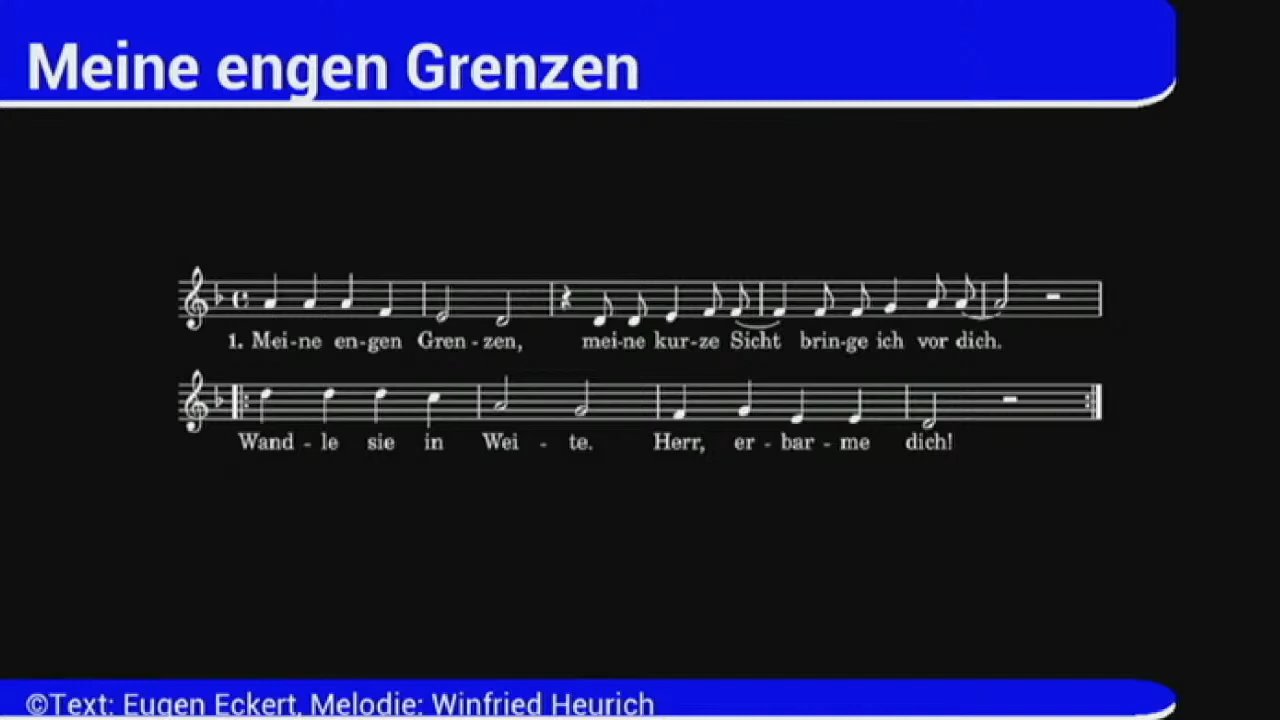 Meine engen Grenzen
1. Mei-ne en-gen Gren-zen, mei-ne kur-ze Sicht brin-ge ich vor dich.
Wand-le sie in Wei-te. Herr, er-bar-me dich!
©Text: Eugen Eckert, Melodie: Winfried Heurich